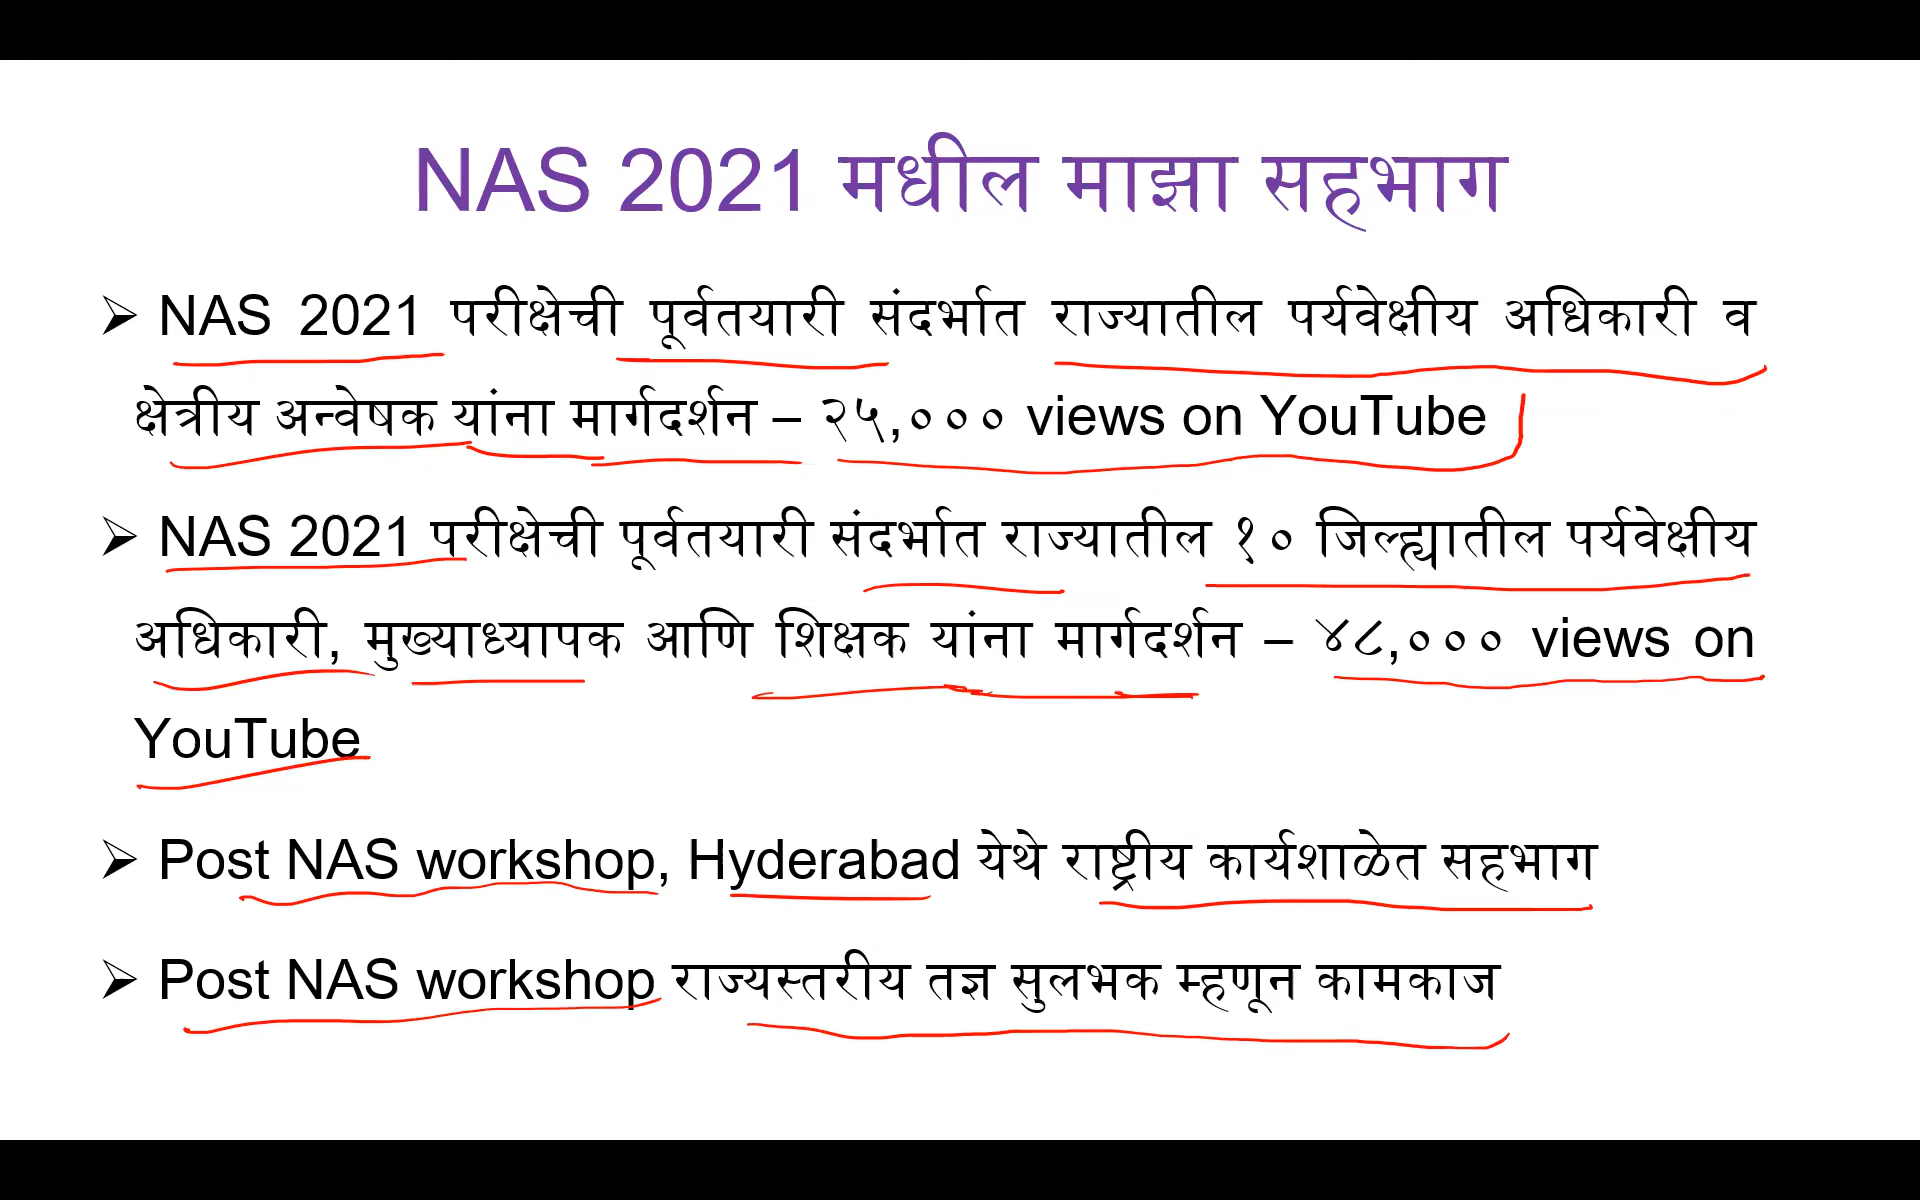 NAS 2021 मधील माझा सहभाग
➢ NAS 2021 परीक्षेची पूर्वतयारी संदर्भात राज्यातील पर्यवेक्षीय अधिकारी व
क्षेत्रीय अन्वेषक यांना मार्गदर्शन – २५,००० views on YouTube
➢ NAS 2021 परीक्षेची पूर्वतयारी संदर्भात राज्यातील १० जिल्ह्यातील पर्यवेक्षीय
अधिकारी, मुख्याध्यापक आणि शिक्षक यांना मार्गदर्शन – ४८,००० views on
YouTube
➢ Post NAS workshop, Hyderabad येथे राष्ट्रीय कार्यशाळेत सहभाग
➢ Post NAS workshop राज्यस्तरीय तज्ञ सुलभक म्हणून कामकाज